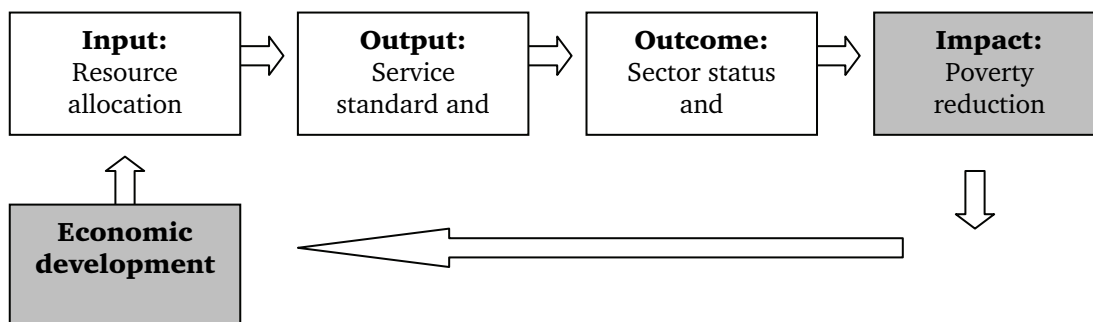 Input:
Resource
allocation
Output:
Service
standard and
Outcome:
Sector status
and
Impact:
Poverty
reduction
Economic
development